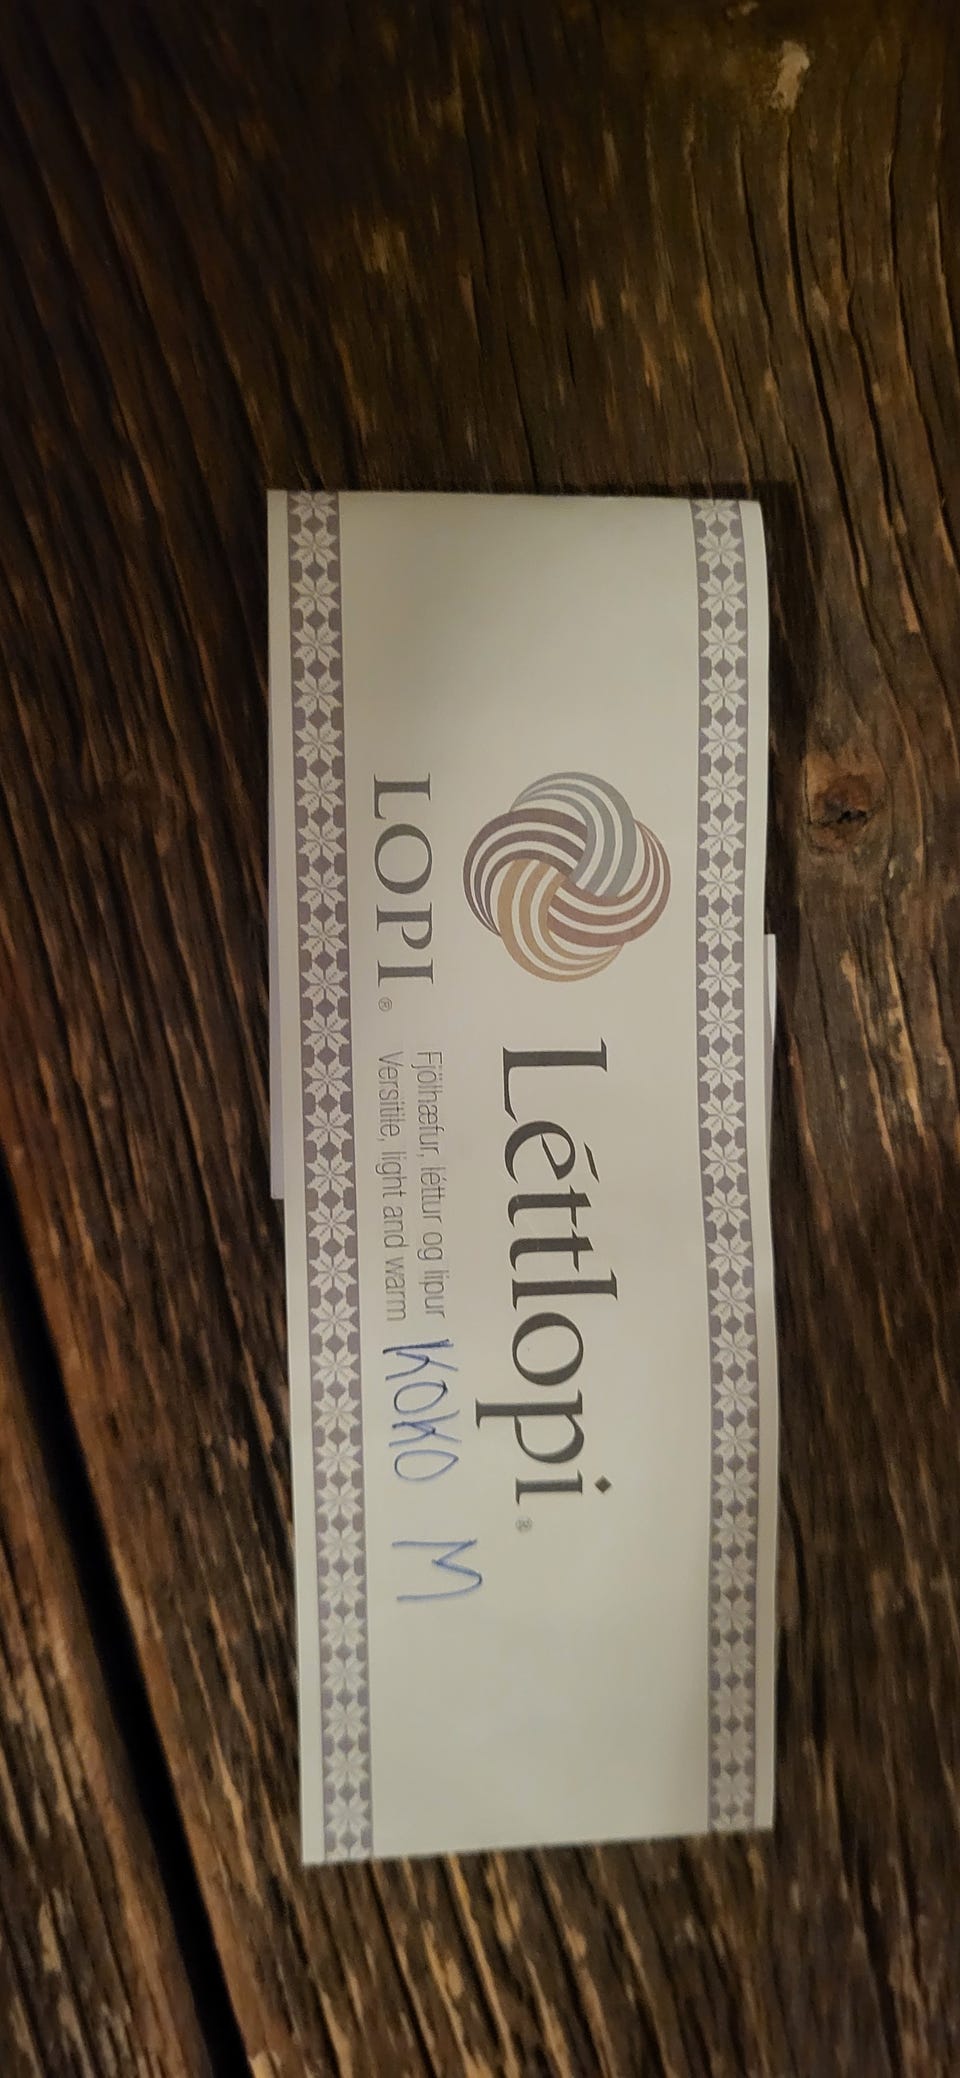 LOPI®
Léttlopi®
Fjölhæfur, léttur og lipur
Versitile, light and warm
KOKO M